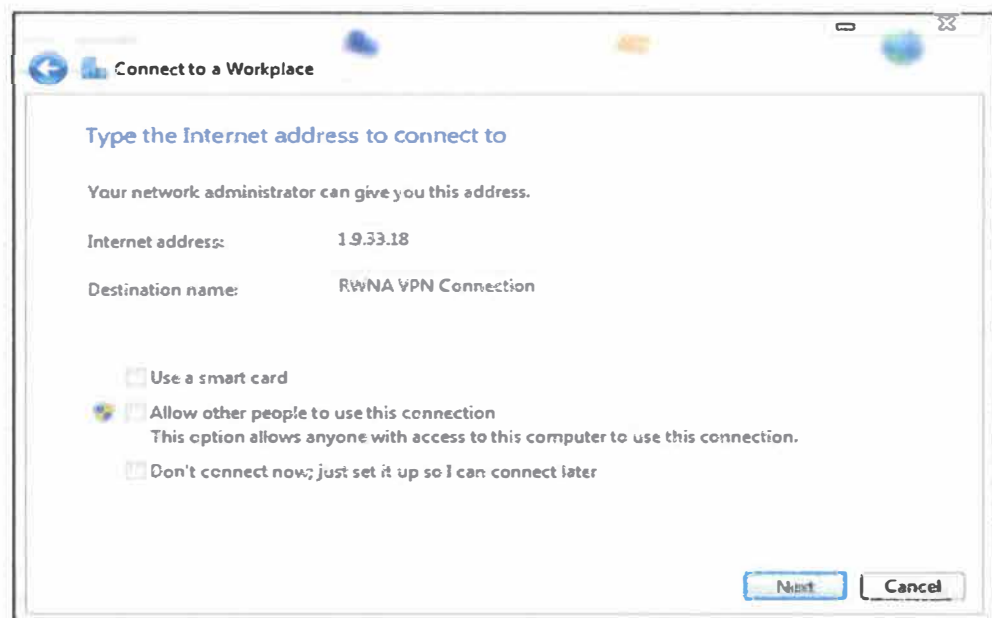 Connect to a Workplace
Type the Internet address to connect to
Your network administrator can give you this address.
Internet address: 1.9.33.18
Destination name: RWNA VPN Connection
Use a smart card
Allow other people to use this connection
This option allows anyone with access to this computer to use this connection.
Don't connect now; just set it up so I can connect later
Next Cancel